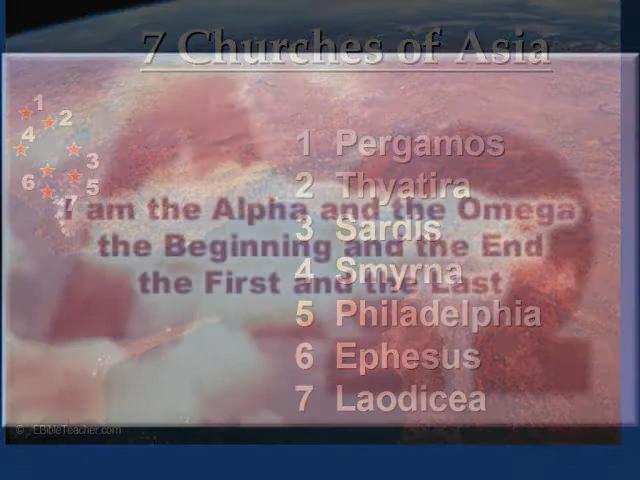 7 Churches of Asia
1
2
4
3
6
5
7
1 Pergamos
2 Thyatira
3 Sardis
4 Smyrna
5 Philadelphia
6 Ephesus
7 Laodicea
I am the Alpha and the Omega
the Beginning and the End
the First and the Last
© EBibleTeacher.com